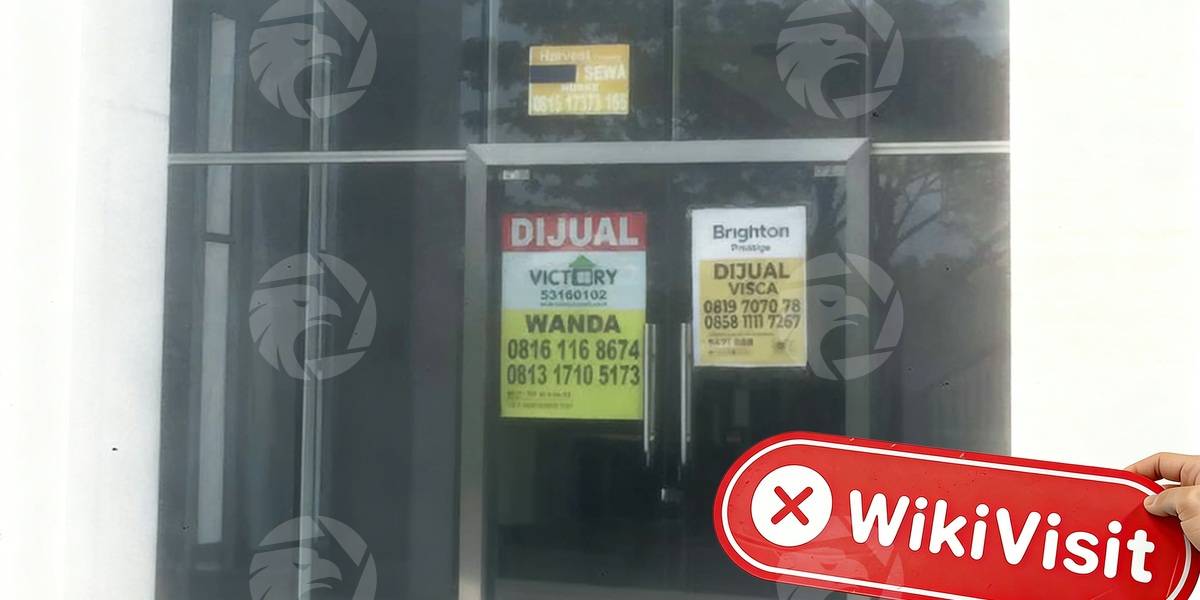 Harvest
SEWA
0815 17373 165
DIJUAL
VICTORY
53160102
WANDA
0816 116 8674
0813 1710 5173
Brighton
Prestige
DIJUAL
VISCA
0819 7070 78
0858 1111 7267
WikiVisit